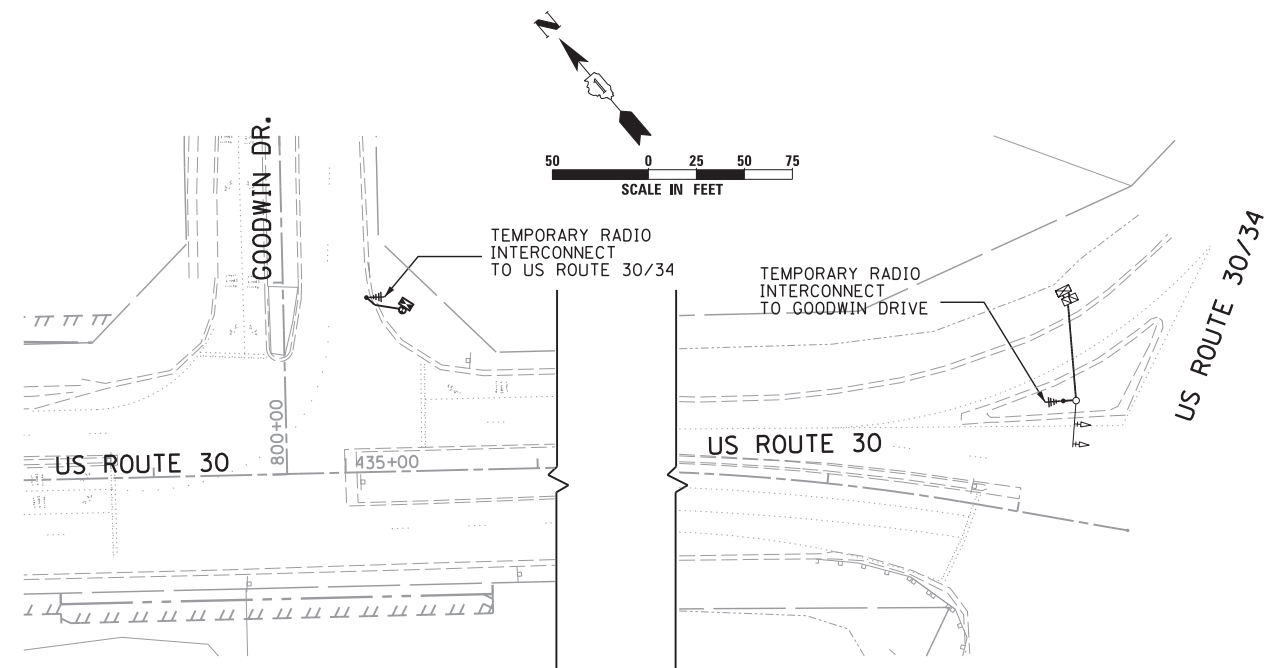 N
50 0 25 50 75
SCALE IN FEET
GOODWIN DR.
TEMPORARY RADIO
INTERCONNECT
TO US ROUTE 30/34
TEMPORARY RADIO
INTERCONNECT
TO GOODWIN DRIVE
US ROUTE 30/34
800+00
US ROUTE 30
435+00
US ROUTE 30